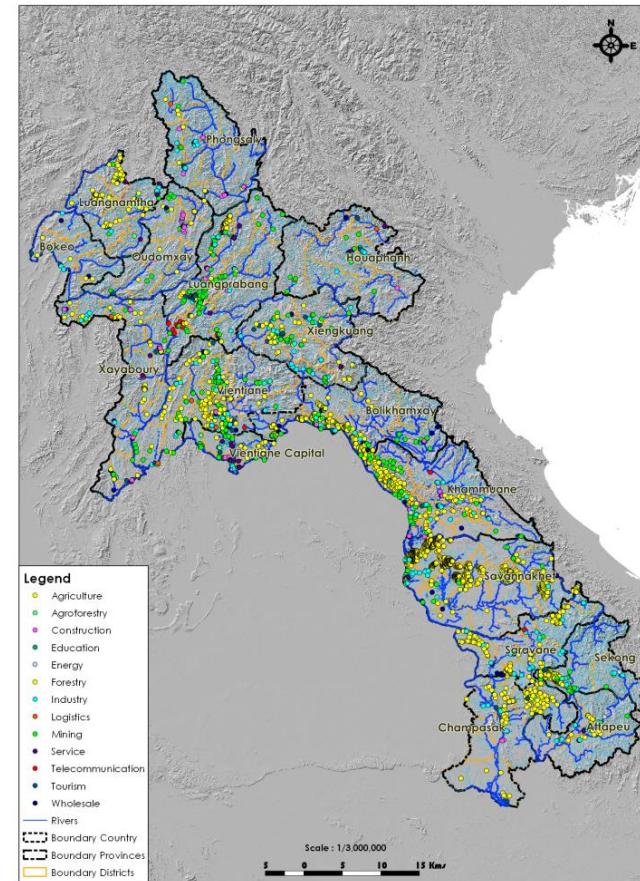 N
E
Phongsaly
Luangnamtha
Bokeo
Oudomxay
Houaphanh
Luangprabang
Xiengkuang
Xayaboury
Vientiane
Bolikhamxay
Vientiane Capital
Khammuane
Savannakhet
Saravane
Sekong
Champasak
Attapeu
Legend
Agriculture
Agroforestry
Construction
Education
Energy
Forestry
Industry
Logistics
Mining
Service
Telecommunication
Tourism
Wholesale
Rivers
Boundary Country
Boundary Provinces
Boundary Districts
Scale : 1/3,000,000
5 0 5 10 15 Kms